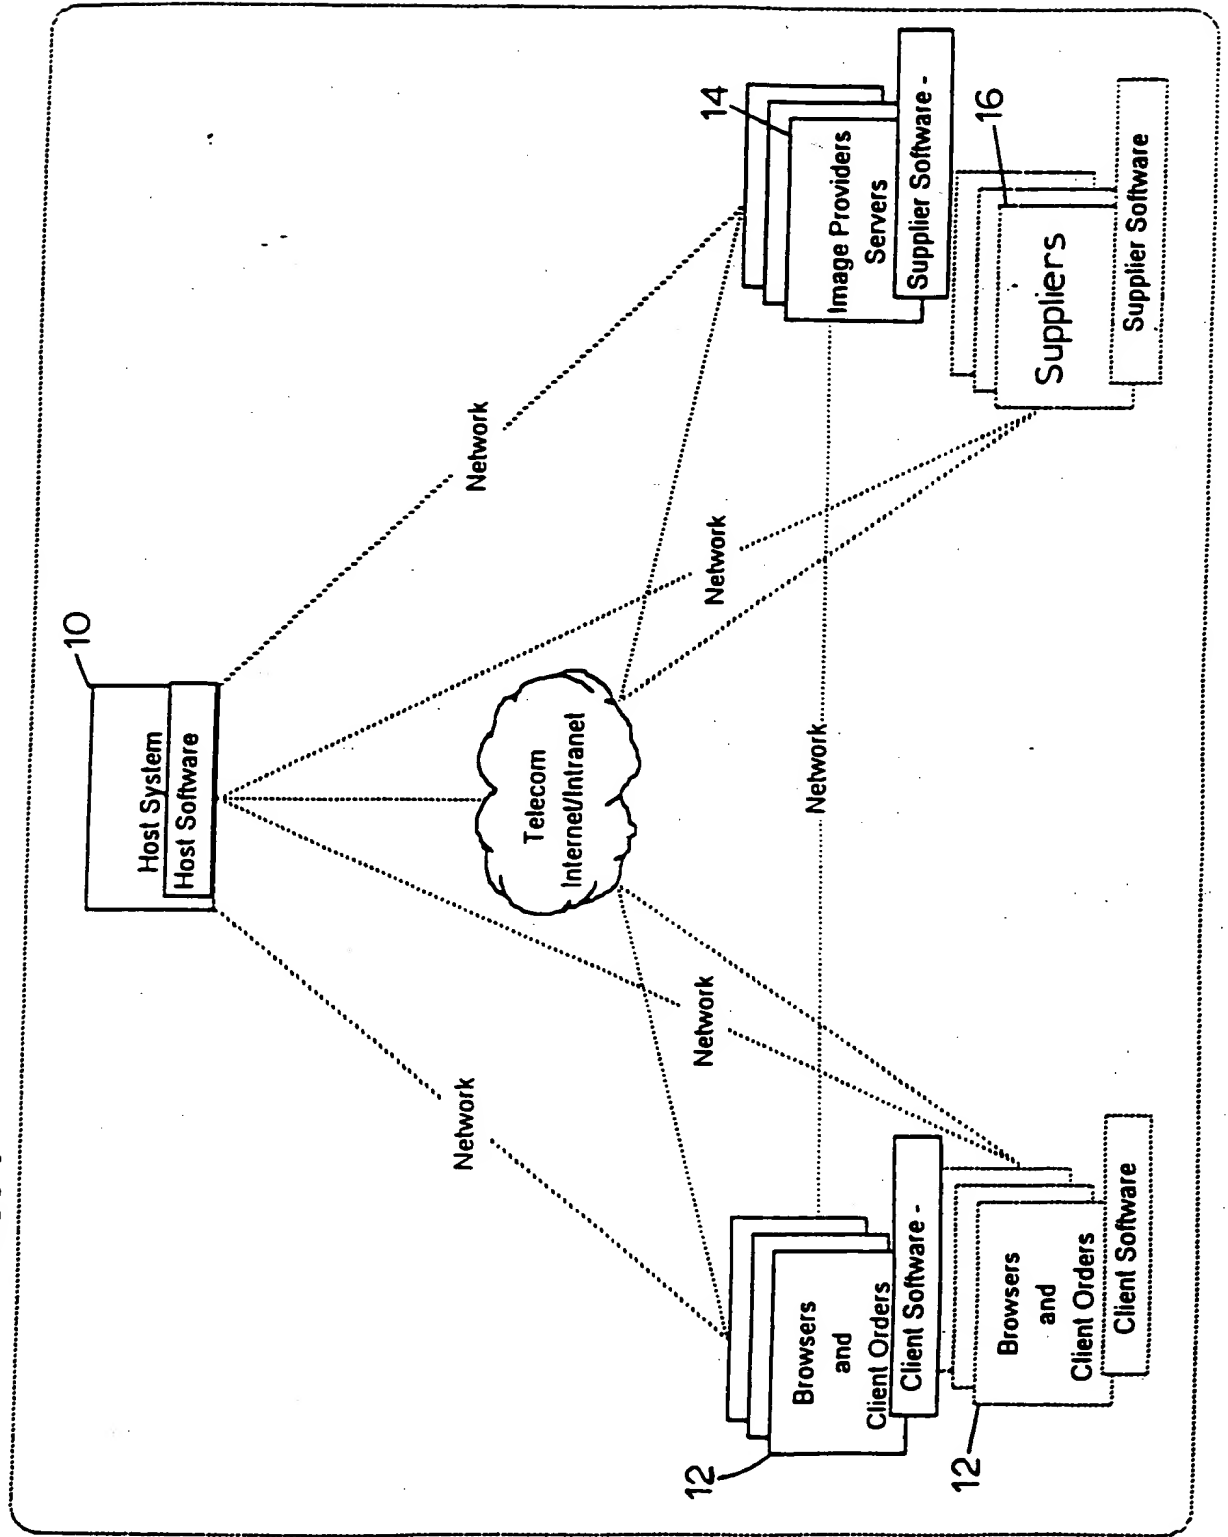 10
Host System
Host Software
Network
Network
Network
Network
Telecom
Internet/Intranet
Network
12
Browsers
and
Client Orders
Client Software -
12
Browsers
and
Client Orders
Client Software
14
Image Providers
Servers
Supplier Software -
16
Suppliers
Supplier Software